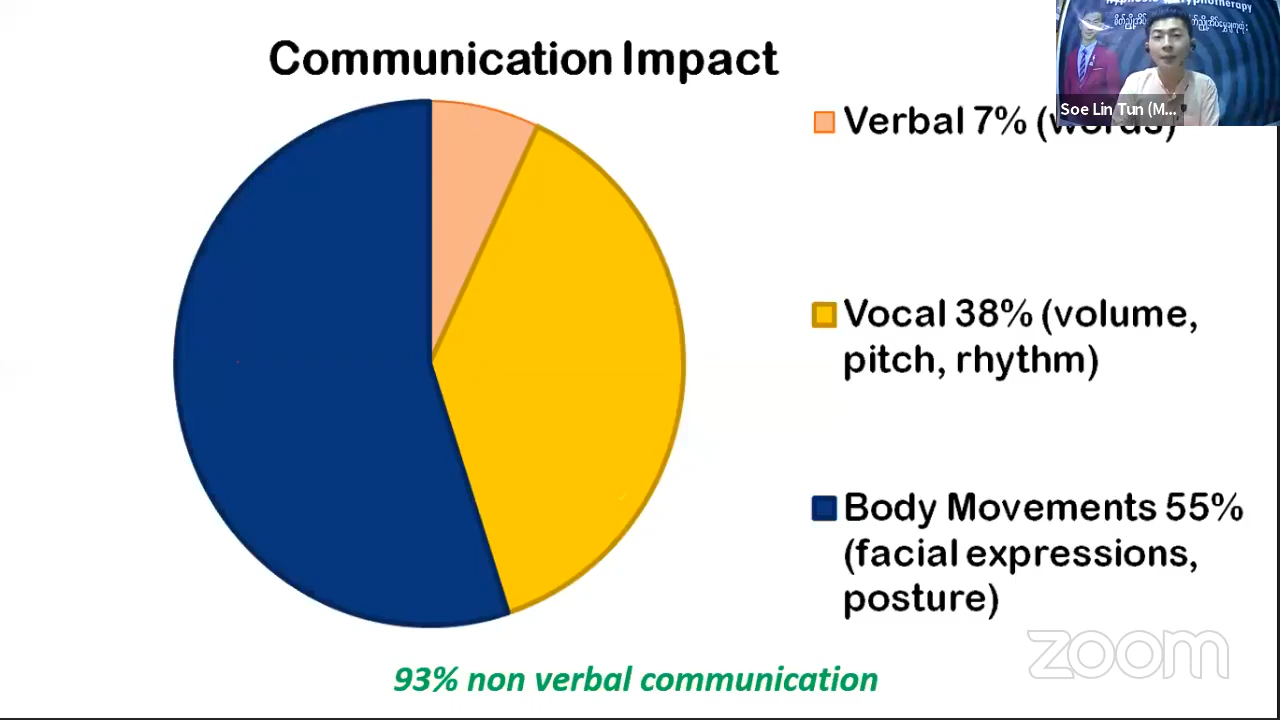 Communication Impact
Verbal 7% (words)
Vocal 38% (volume,
pitch, rhythm)
Body Movements 55%
(facial expressions,
posture)
93% non verbal communication
Soe Lin Tun (M...
zoom